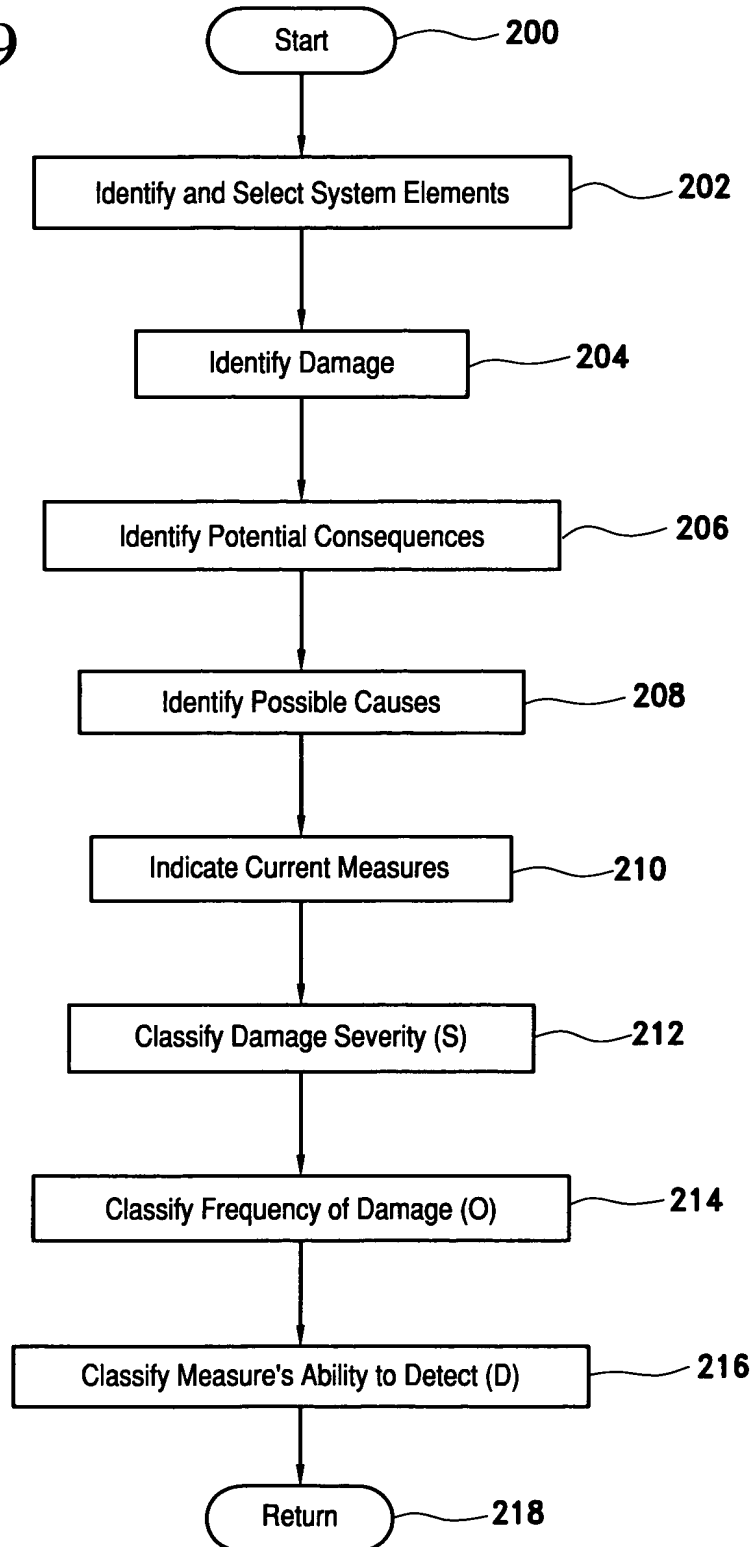 9
Start
200
Identify and Select System Elements
202
Identify Damage
204
Identify Potential Consequences
206
Identify Possible Causes
208
Indicate Current Measures
210
Classify Damage Severity (S)
212
Classify Frequency of Damage (O)
214
Classify Measure's Ability to Detect (D)
216
Return
218